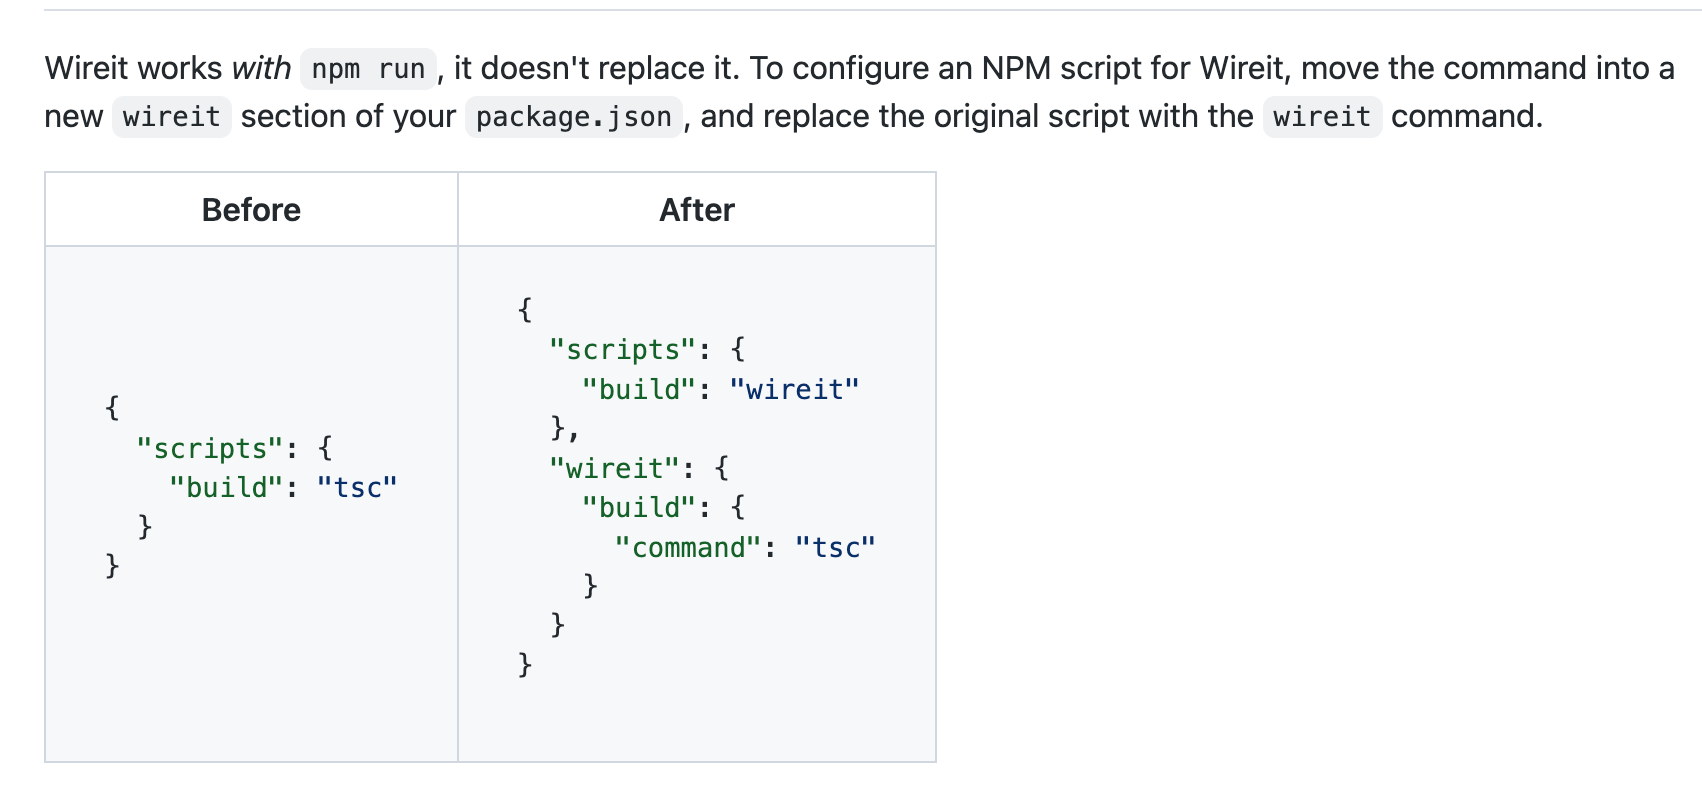 Wireit works with npm run, it doesn't replace it. To configure an NPM script for Wireit, move the command into a
new wireit section of your package.json, and replace the original script with the wireit command.
Before
After
{
  "scripts": {
    "build": "tsc"
  }
}
{
  "scripts": {
    "build": "wireit"
  },
  "wireit": {
    "build": {
      "command": "tsc"
    }
  }
}